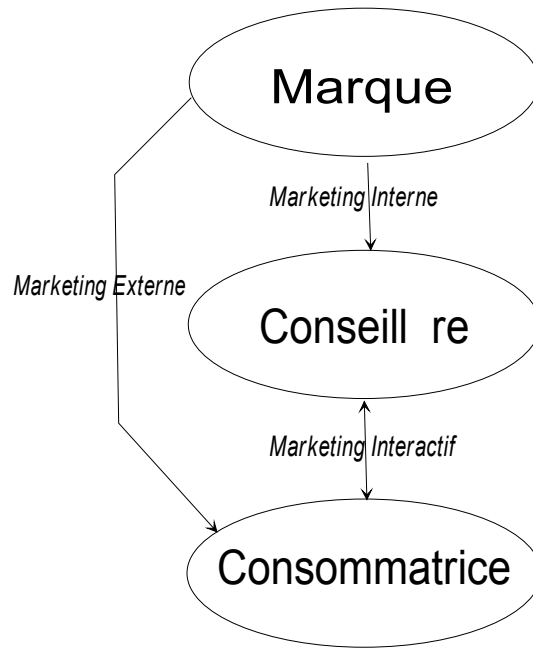 Marque
Marketing Interne
Marketing Externe
Conseill re
Marketing Interactif
Consommatrice